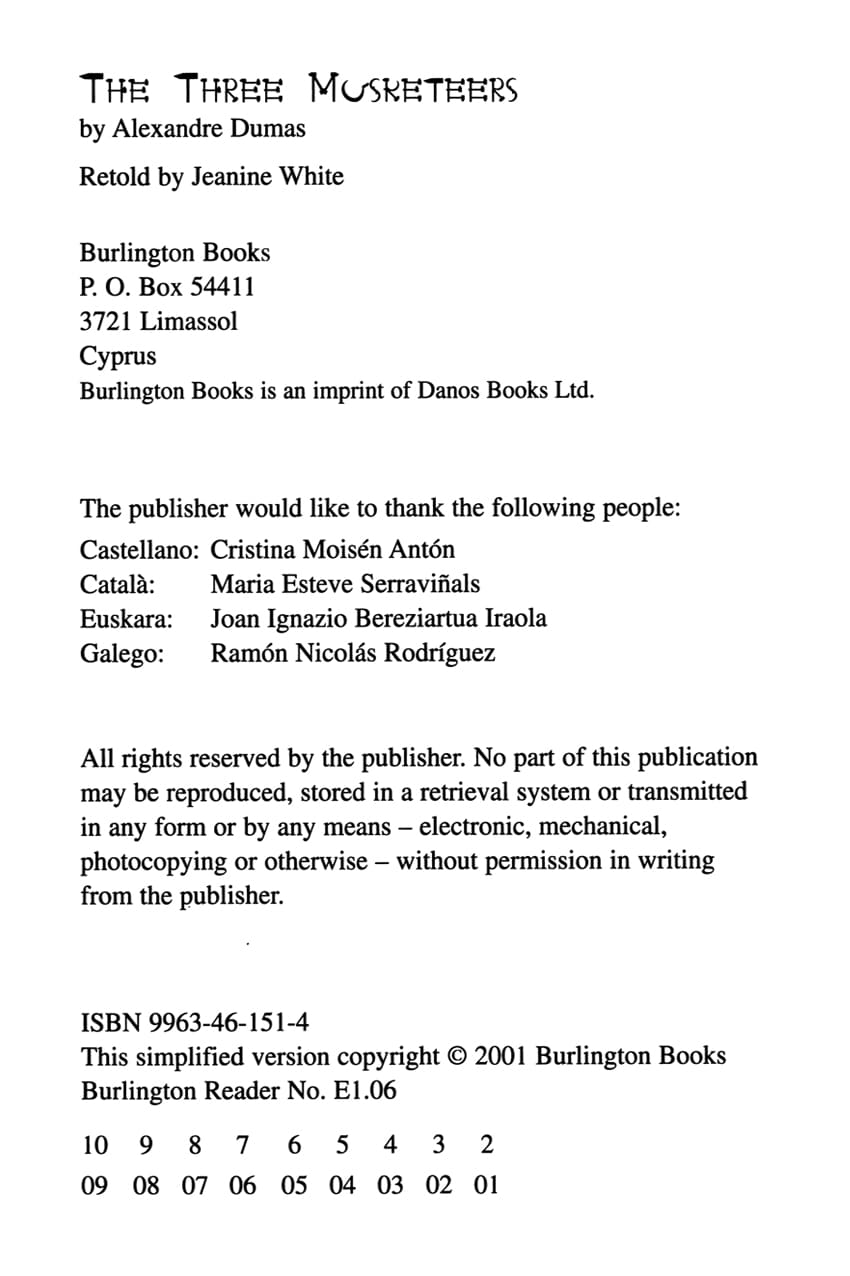 THE THREE MUSKETEERS
by Alexandre Dumas
Retold by Jeanine White
Burlington Books
P. O. Box 54411
3721 Limassol
Cyprus
Burlington Books is an imprint of Danos Books Ltd.
The publisher would like to thank the following people:
Castellano: Cristina Moisén Antón
Català: Maria Esteve Serraviñals
Euskara: Joan Ignazio Bereziartua Iraola
Galego: Ramón Nicolás Rodríguez
All rights reserved by the publisher. No part of this publication
may be reproduced, stored in a retrieval system or transmitted
in any form or by any means – electronic, mechanical,
photocopying or otherwise – without permission in writing
from the publisher.
ISBN 9963-46-151-4
This simplified version copyright © 2001 Burlington Books
Burlington Reader No. E1.06
10 9 8 7 6 5 4 3 2
09 08 07 06 05 04 03 02 01